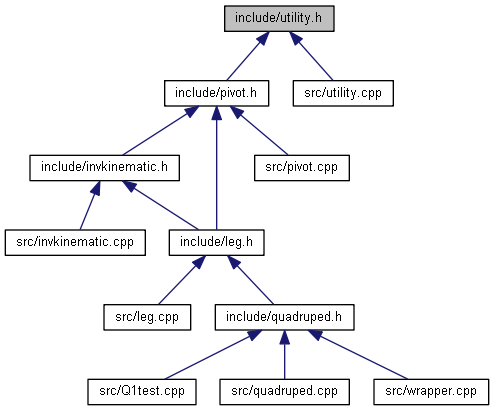 include/utility.h
include/pivot.h
src/utility.cpp
include/invkinematic.h
src/pivot.cpp
src/invkinematic.cpp
include/leg.h
src/leg.cpp
include/quadruped.h
src/Q1test.cpp
src/quadruped.cpp
src/wrapper.cpp